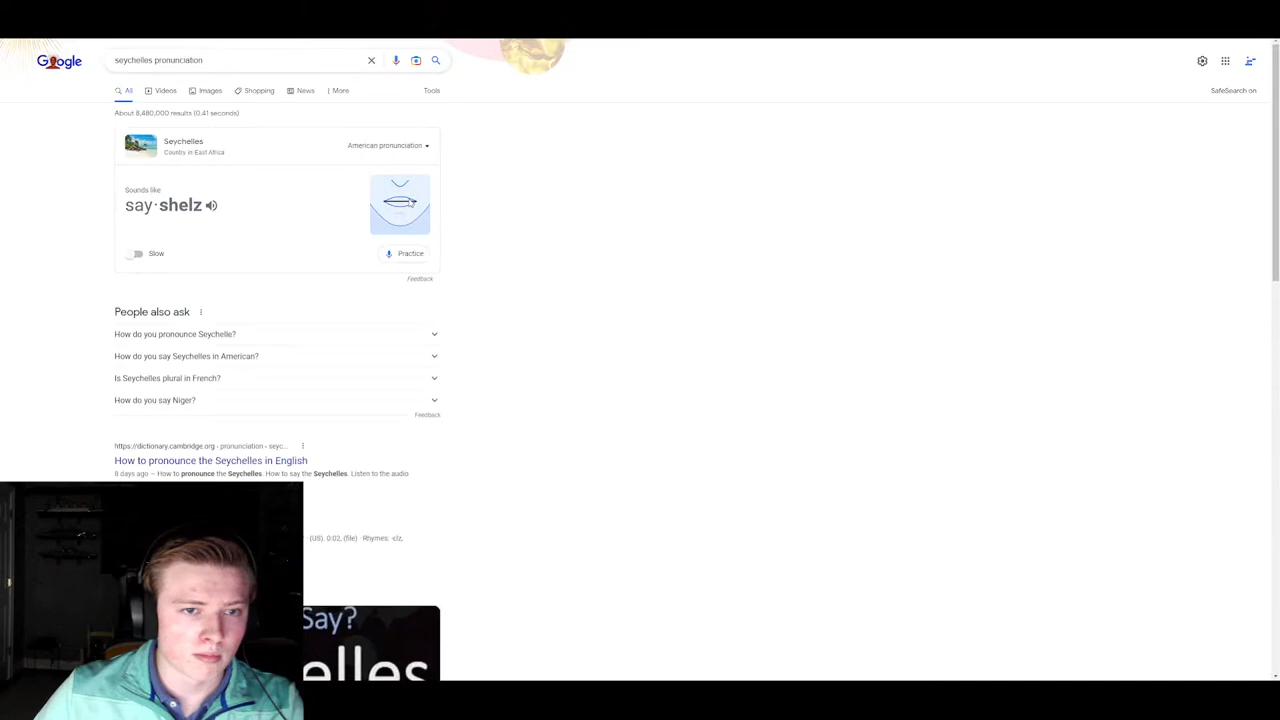 Google
seychelles pronunciation
All Videos Images Shopping News More Tools
SafeSearch on
About 8,480,000 results (0.41 seconds)
Seychelles
Country in East Africa
American pronunciation
Sounds like
say·shelz
Slow
Practice
Feedback
People also ask
How do you pronounce Seychelle?
How do you say Seychelles in American?
Is Seychelles plural in French?
How do you say Niger?
Feedback
https://dictionary.cambridge.org › pronunciation › seyc...
How to pronounce the Seychelles in English
8 days ago — How to pronounce the Seychelles. How to say the Seychelles. Listen to the audio
(US). 0:02, (file) · Rhymes:
Say?
elles